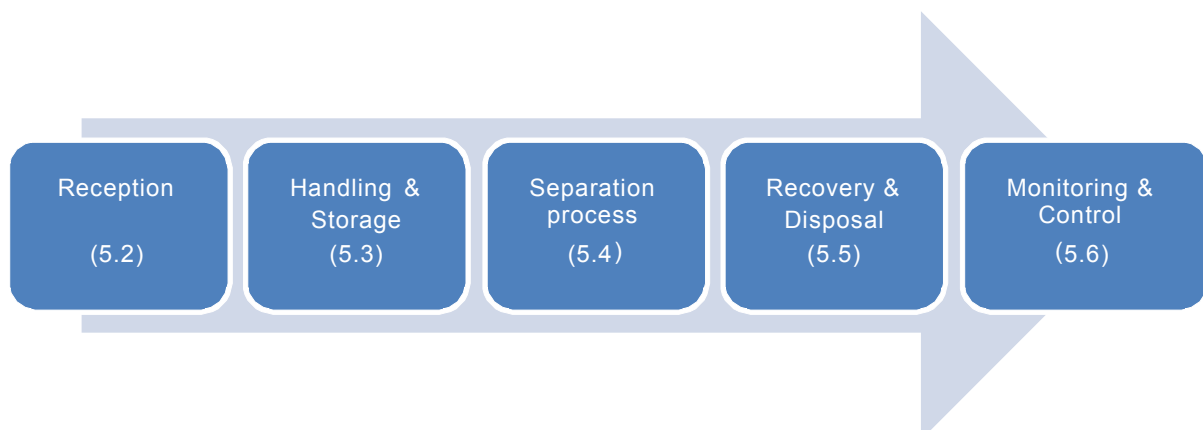 Reception
(5.2)
Handling &
Storage
(5.3)
Separation
process
(5.4)
Recovery &
Disposal
(5.5)
Monitoring &
Control
(5.6)